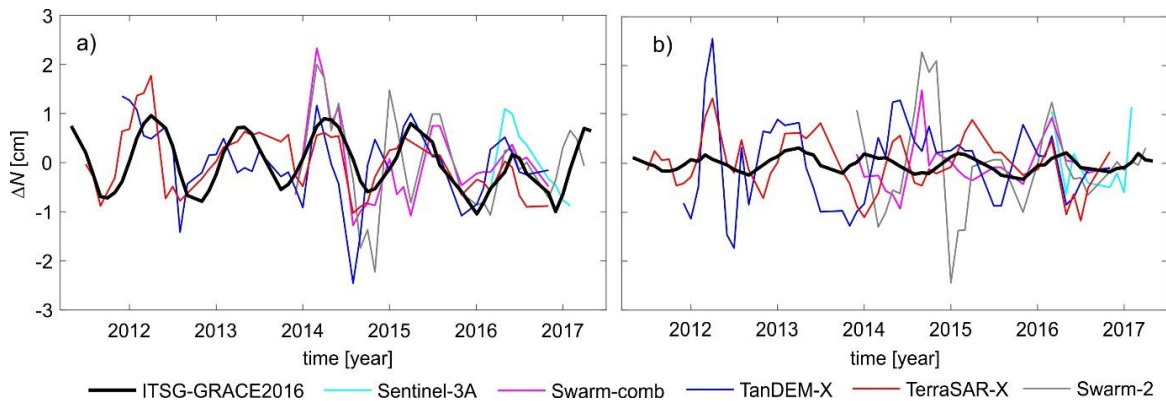 a)
b)
3
2
1
0
-1
-2
-3
ΔN [cm]
2012 2013 2014 2015 2016 2017
2012 2013 2014 2015 2016 2017
time [year]
time [year]
ITSG-GRACE2016 Sentinel-3A Swarm-comb TanDEM-X TerraSAR-X Swarm-2